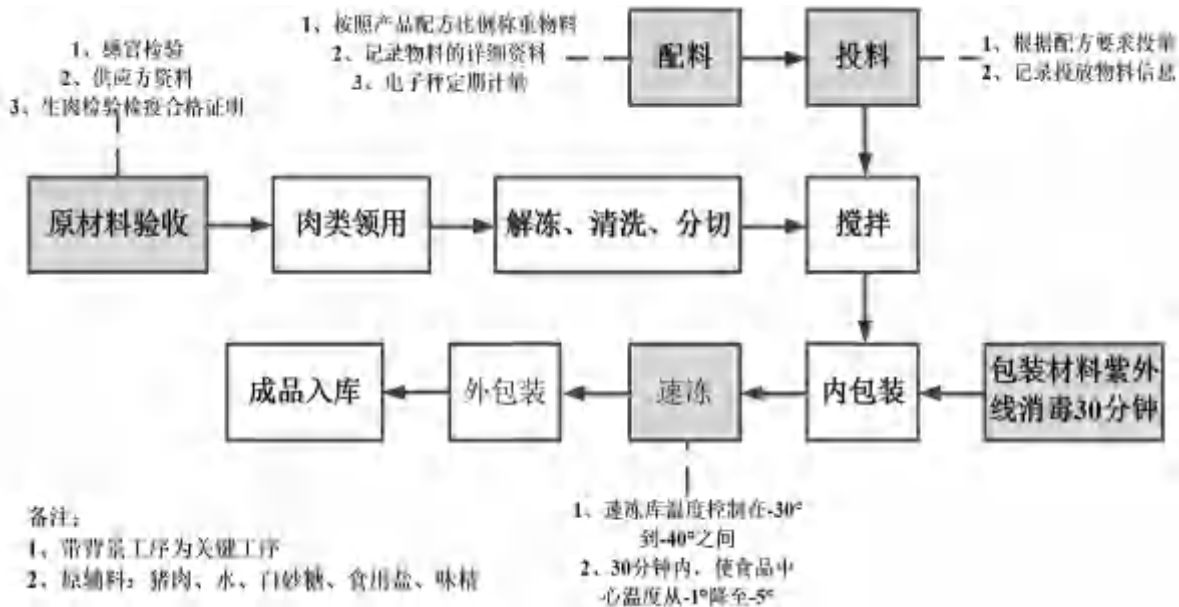 1、感官检验
2、供应方资料
3、生肉检验检疫合格证明
1、按照产品配方比例称重物料
2、记录物料的详细资料
3、电子秤定期计量
配料
投料
1、根据配方要求投量
2、记录投放物料信息
原材料验收
肉类领用
解冻、清洗、分切
搅拌
成品入库
外包装
速冻
内包装
包装材料紫外
线消毒30分钟
1、速冻库温度控制在-30°
到-40°之间
2、30分钟内，使食品中
心温度从-1°降至-5°
备注：
1、带背景工序为关键工序
2、原辅料：猪肉、水、白砂糖、食用盐、味精